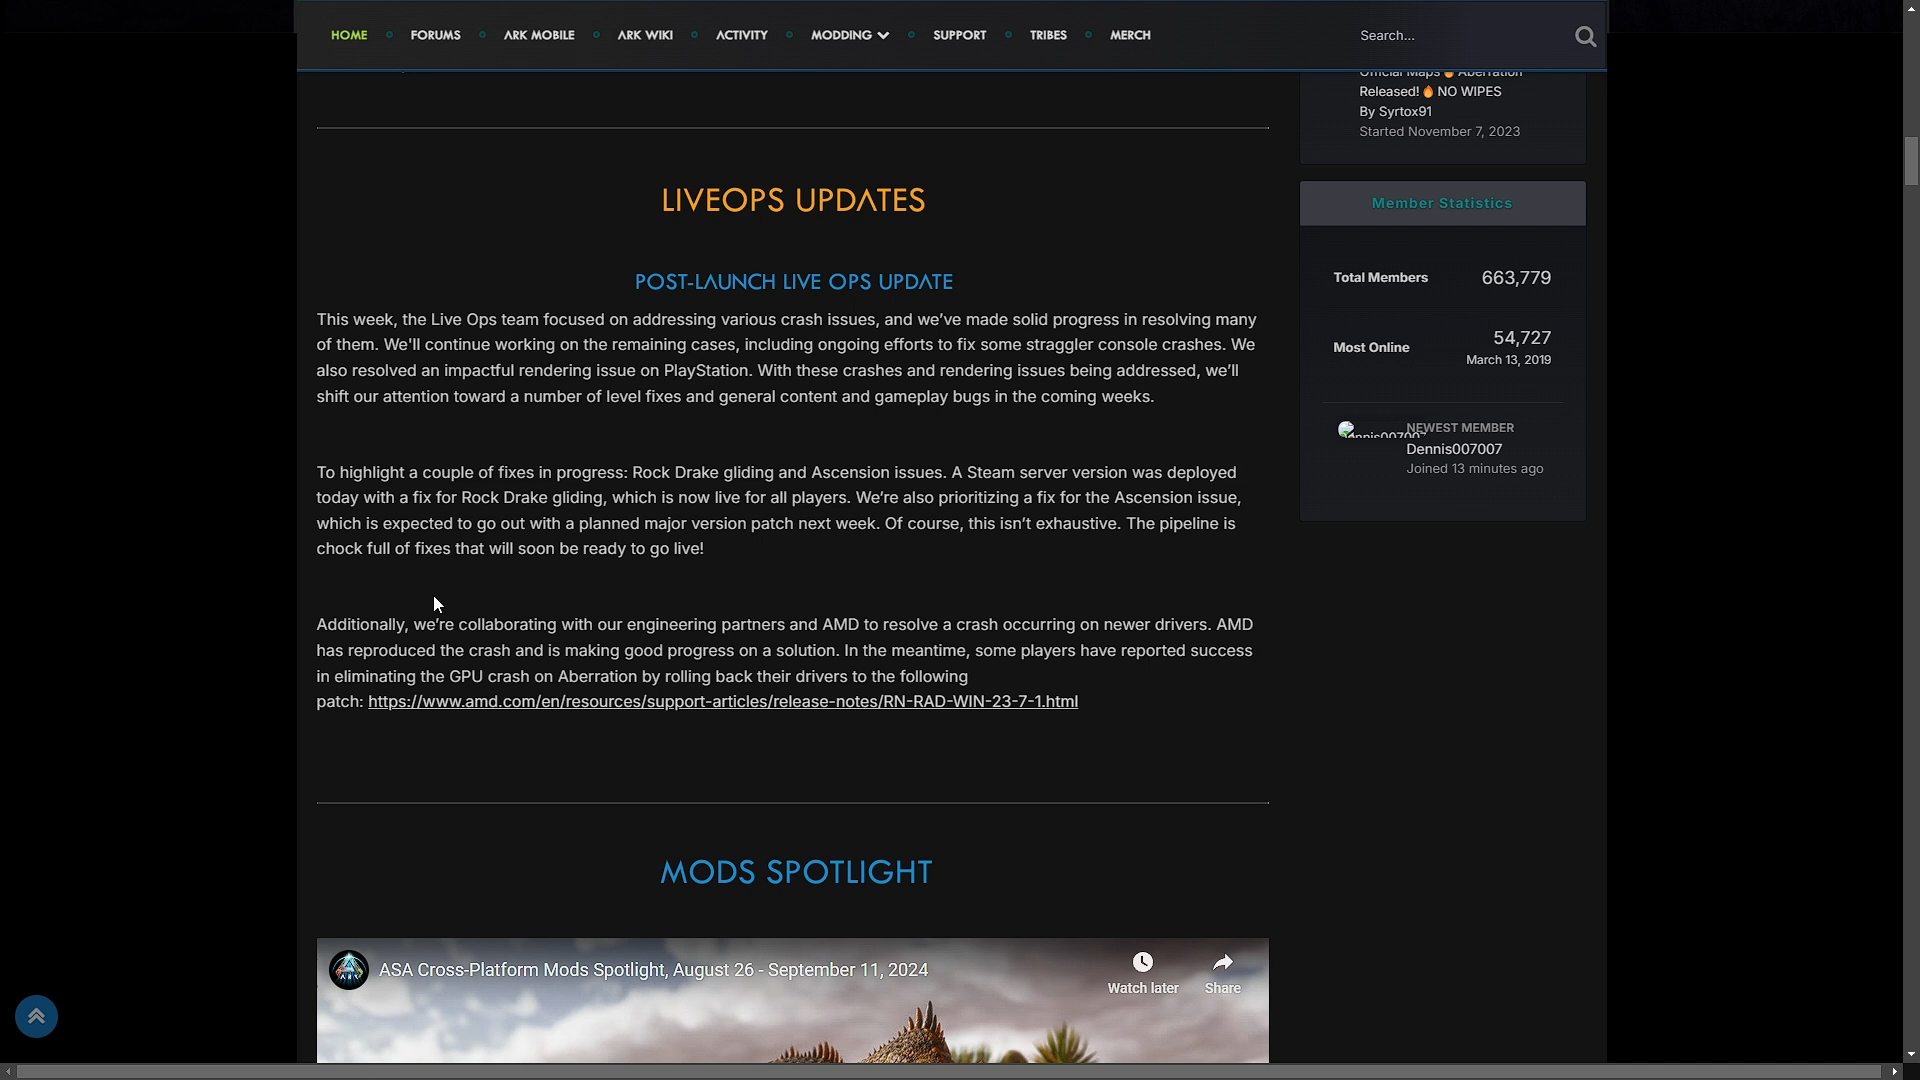 HOME
FORUMS
ARK MOBILE
ARK WIKI
ACTIVITY
MODDING
SUPPORT
TRIBES
MERCH
Search...
Official Maps🔥Aberration
Released!🔥NO WIPES
By Syrtox91
Started November 7, 2023
LIVEOPS UPDATES
POST-LAUNCH LIVE OPS UPDATE
This week, the Live Ops team focused on addressing various crash issues, and we’ve made solid progress in resolving many
of them. We'll continue working on the remaining cases, including ongoing efforts to fix some straggler console crashes. We
also resolved an impactful rendering issue on PlayStation. With these crashes and rendering issues being addressed, we’ll
shift our attention toward a number of level fixes and general content and gameplay bugs in the coming weeks.
To highlight a couple of fixes in progress: Rock Drake gliding and Ascension issues. A Steam server version was deployed
today with a fix for Rock Drake gliding, which is now live for all players. We’re also prioritizing a fix for the Ascension issue,
which is expected to go out with a planned major version patch next week. Of course, this isn’t exhaustive. The pipeline is
chock full of fixes that will soon be ready to go live!
Additionally, we’re collaborating with our engineering partners and AMD to resolve a crash occurring on newer drivers. AMD
has reproduced the crash and is making good progress on a solution. In the meantime, some players have reported success
in eliminating the GPU crash on Aberration by rolling back their drivers to the following
patch: https://www.amd.com/en/resources/support-articles/release-notes/RN-RAD-WIN-23-7-1.html
Member Statistics
Total Members 663,779
Most Online 54,727
March 13, 2019
Dennis007007
NEWEST MEMBER
Dennis007007
Joined 13 minutes ago
MODS SPOTLIGHT
ASA Cross-Platform Mods Spotlight, August 26 - September 11, 2024
Watch later
Share